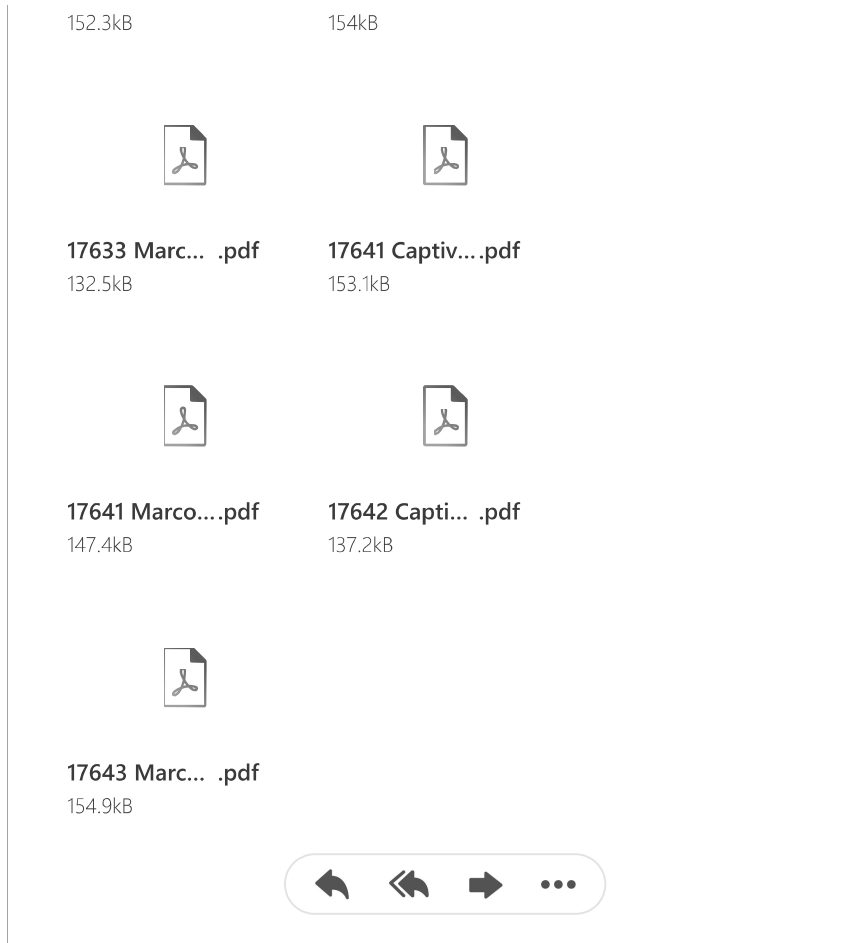 152.3kB 154kB
17633 Marc... .pdf 17641 Captiv....pdf
132.5kB 153.1kB
17641 Marco....pdf 17642 Capti... .pdf
147.4kB 137.2kB
17643 Marc... .pdf
154.9kB